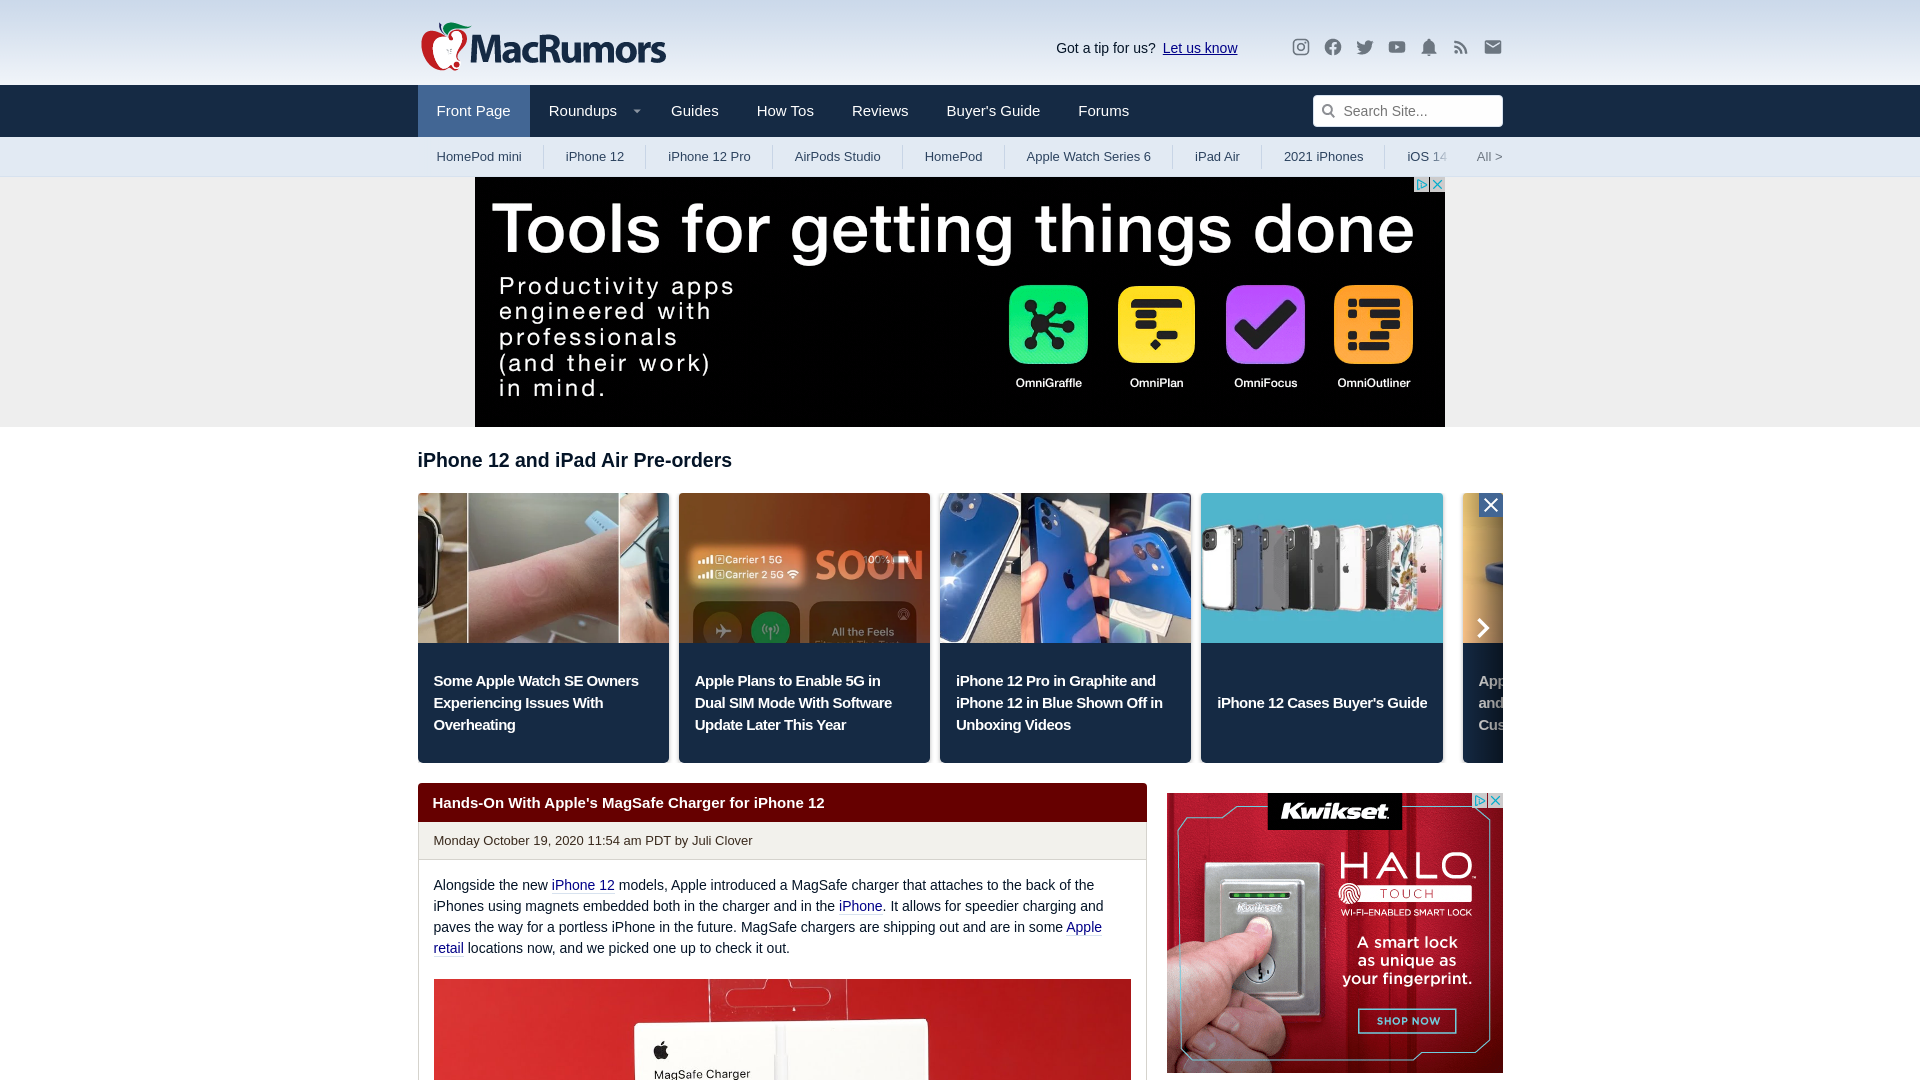 MacRumors
Got a tip for us? Let us know
Front Page
Roundups
Guides
How Tos
Reviews
Buyer's Guide
Forums
Search Site...
HomePod mini
iPhone 12
iPhone 12 Pro
AirPods Studio
HomePod
Apple Watch Series 6
iPad Air
2021 iPhones
iOS 14
All >
Tools for getting things done
Productivity apps
engineered with
professionals
(and their work)
in mind.
OmniGraffle
OmniPlan
OmniFocus
OmniOutliner
iPhone 12 and iPad Air Pre-orders
Carrier 1 5G
Carrier 2 5G
SOON
100%
All the Feels
Some Apple Watch SE Owners
Experiencing Issues With
Overheating
Apple Plans to Enable 5G in
Dual SIM Mode With Software
Update Later This Year
iPhone 12 Pro in Graphite and
iPhone 12 in Blue Shown Off in
Unboxing Videos
iPhone 12 Cases Buyer's Guide
App
and
Cus
Hands-On With Apple's MagSafe Charger for iPhone 12
Monday October 19, 2020 11:54 am PDT by Juli Clover
Alongside the new iPhone 12 models, Apple introduced a MagSafe charger that attaches to the back of the
iPhones using magnets embedded both in the charger and in the iPhone. It allows for speedier charging and
paves the way for a portless iPhone in the future. MagSafe chargers are shipping out and are in some Apple
retail locations now, and we picked one up to check it out.
MagSafe Charger
Kwikset
HALO
TOUCH
WI-FI-ENABLED SMART LOCK
Kwikset
A smart lock
as unique as
your fingerprint.
SHOP NOW